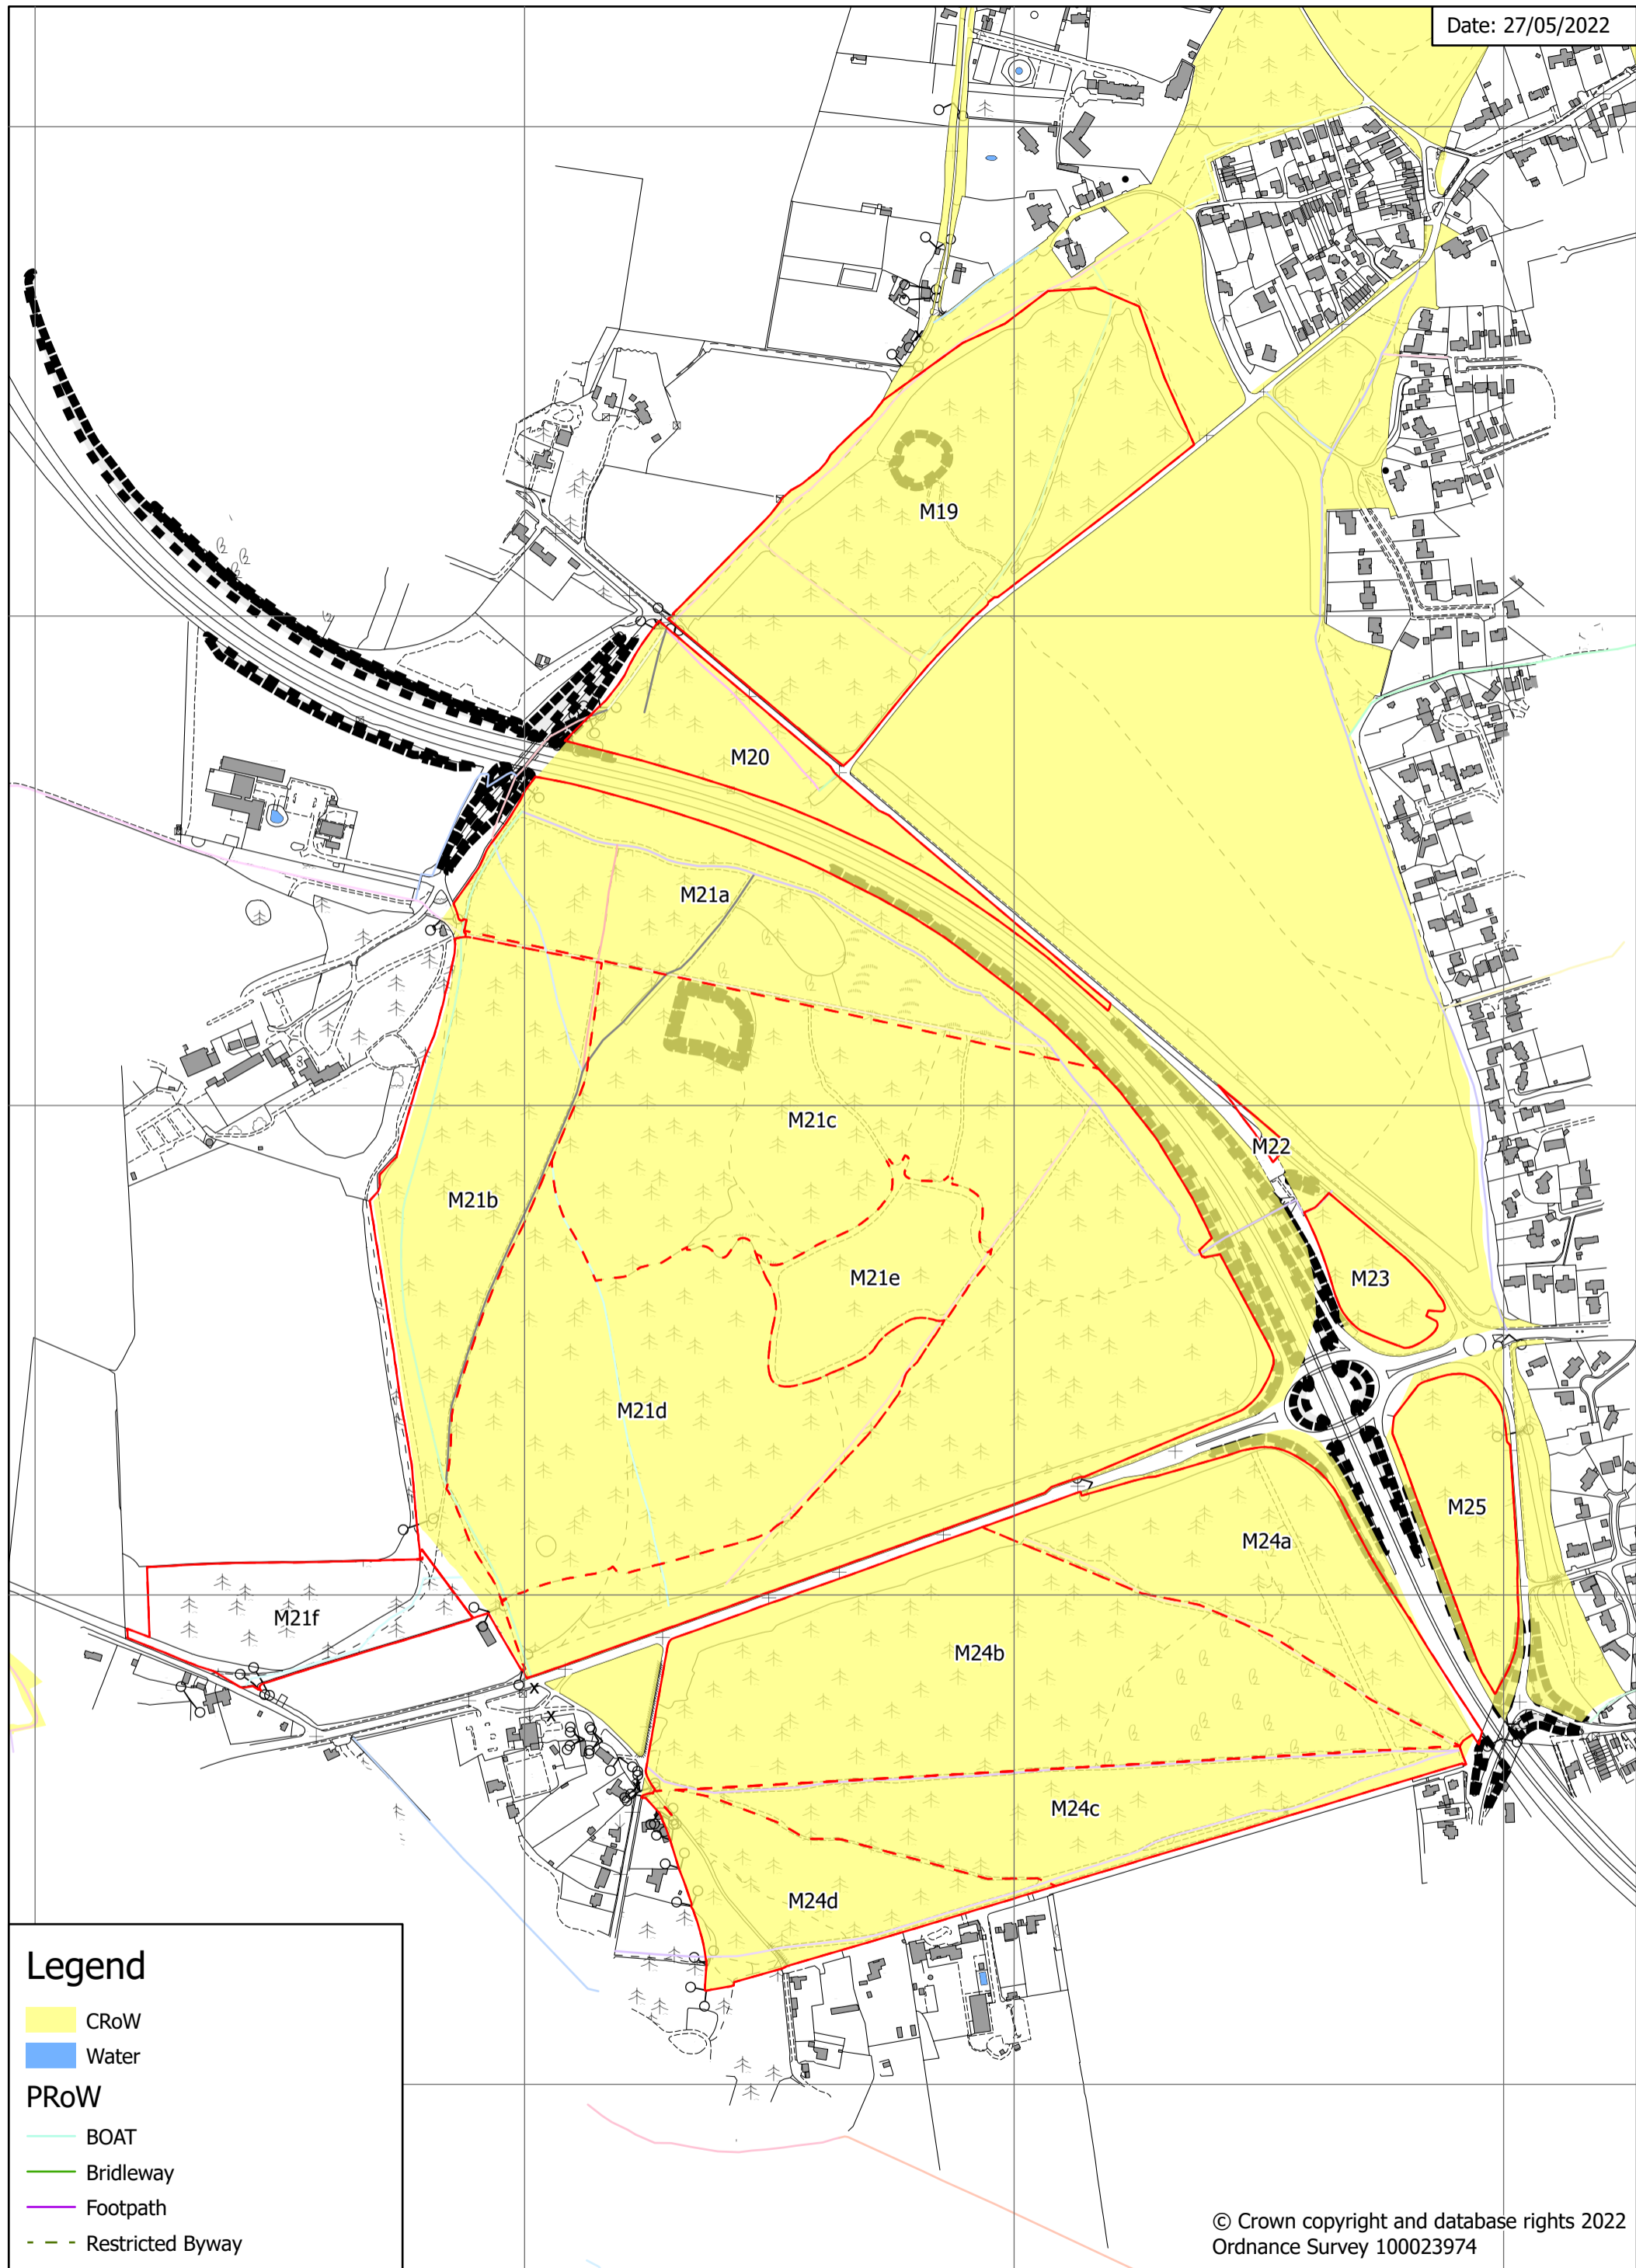 Date: 27/05/2022
M19
M20
M21a
M21c
M22
M21b
M23
M21e
M21d
M25
M24a
M21f
M24b
M24c
M24d
Legend
CRoW
Water
PRoW
BOAT
Bridleway
Footpath
Restricted Byway
© Crown copyright and database rights 2022
Ordnance Survey 100023974